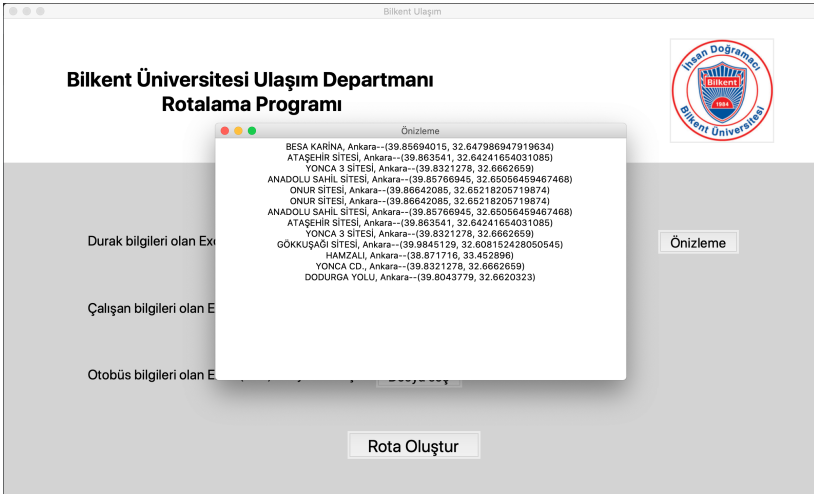 Bilkent Ulaşım
Bilkent Üniversitesi Ulaşım Departmanı
Rotalama Programı
İhsan Doğramacı
Bilkent
1984
Bilkent Üniversitesi
Önizleme
BESA KARİNA, Ankara--(39.85694015, 32.647986947919634)
ATAŞEHİR SİTESİ, Ankara--(39.863541, 32.64241654031085)
YONCA 3 SİTESİ, Ankara--(39.8321278, 32.6662659)
ANADOLU SAHİL SİTESİ, Ankara--(39.85766945, 32.65056459467468)
ONUR SİTESİ, Ankara--(39.86642085, 32.65218205719874)
ONUR SİTESİ, Ankara--(39.86642085, 32.65218205719874)
ANADOLU SAHİL SİTESİ, Ankara--(39.85766945, 32.65056459467468)
ATAŞEHİR SİTESİ, Ankara--(39.863541, 32.64241654031085)
YONCA 3 SİTESİ, Ankara--(39.8321278, 32.6662659)
GÖKKUŞAĞI SİTESİ, Ankara--(39.9845129, 32.608152428050545)
HAMZALI, Ankara--(38.871716, 33.452896)
YONCA CD., Ankara--(39.8321278, 32.6662659)
DODURGA YOLU, Ankara--(39.8043779, 32.6620323)
Durak bilgileri olan
Önizleme
Çalışan bilgileri olan
Otobüs bilgileri olan
Rota Oluştur